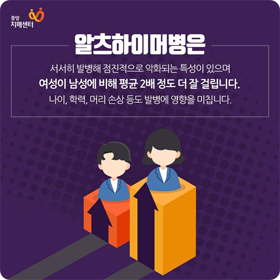 중앙
치매센터
알츠하이머병은
서서히 발병해 점진적으로 악화되는 특성이 있으며
여성이 남성에 비해 평균 2배 정도 더 잘 걸립니다.
나이, 학력, 머리 손상 등도 발병에 영향을 미칩니다.